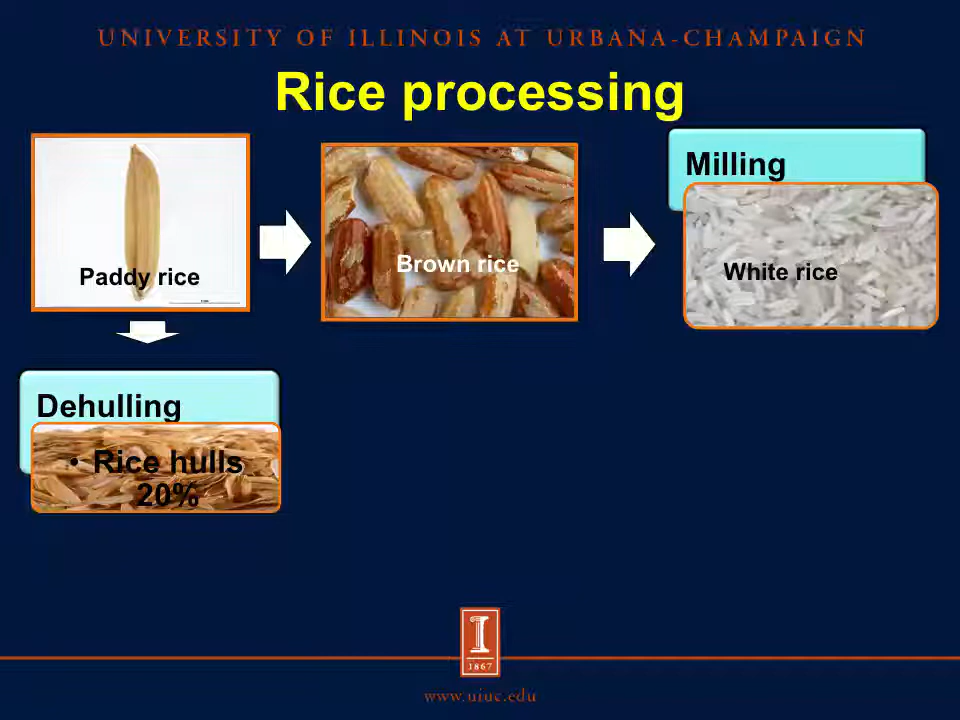 UNIVERSITY OF ILLINOIS AT URBANA-CHAMPAIGN
Rice processing
Paddy rice
Brown rice
Milling
White rice
Dehulling
• Rice hulls
20%
I
1867
www.uiuc.edu